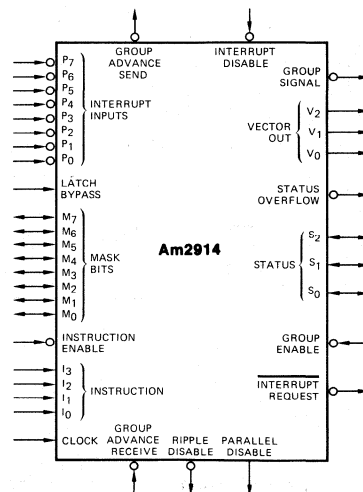 GROUP ADVANCE SEND
INTERRUPT DISABLE
P7
P6
P5
P4
P3
P2
P1
P0
INTERRUPT INPUTS
LATCH BYPASS
M7
M6
M5
M4
M3
M2
M1
M0
MASK BITS
INSTRUCTION ENABLE
I3
I2
I1
I0
INSTRUCTION
CLOCK
Am2914
GROUP SIGNAL
V2
V1
V0
VECTOR OUT
STATUS OVERFLOW
S2
S1
S0
STATUS
GROUP ENABLE
INTERRUPT REQUEST
GROUP ADVANCE RECEIVE
RIPPLE DISABLE
PARALLEL DISABLE